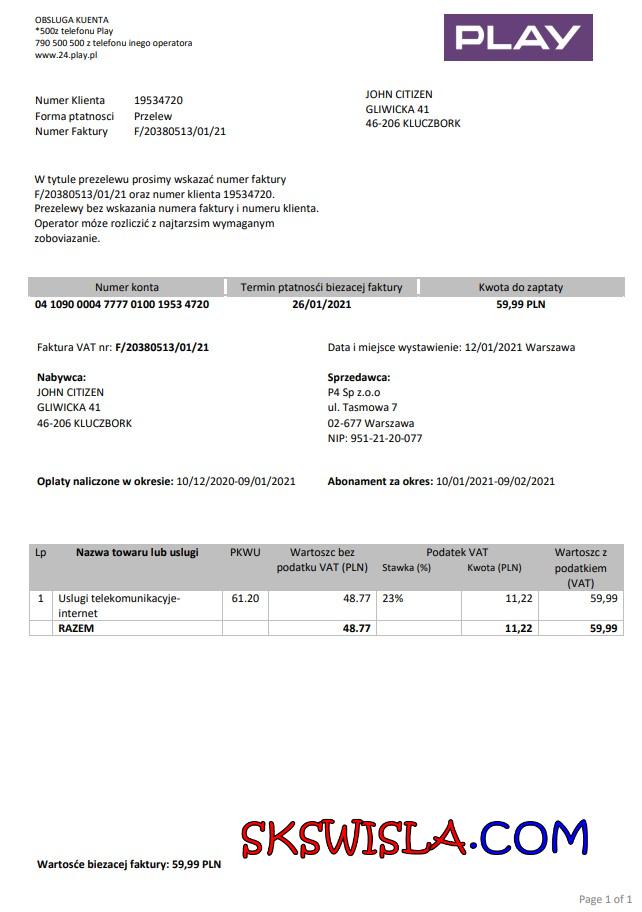 OBSLUGA KUENTA
*500z telefonu Play
790 500 500 z telefonu inego operatora
www.24.play.pl
PLAY
Numer Klienta 19534720
Forma ptatnosci Przelew
Numer Faktury F/20380513/01/21
JOHN CITIZEN
GLIWICKA 41
46-206 KLUCZBORK
W tytule prezelewu prosimy wskazać numer faktury
F/20380513/01/21 oraz numer klienta 19534720.
Prezelewy bez wskazania numera faktury i numeru klienta.
Operator móze rozliczić z najtarzsim wymaganym
zoboviazanie.
Numer konta Termin ptatnosći biezacej faktury Kwota do zaptaty
04 1090 0004 7777 0100 1953 4720 26/01/2021 59,99 PLN
Faktura VAT nr: F/20380513/01/21 Data i miejsce wystawienie: 12/01/2021 Warszawa
Nabywca:
JOHN CITIZEN
GLIWICKA 41
46-206 KLUCZBORK
Sprzedawca:
P4 Sp z.o.o
ul. Tasmowa 7
02-677 Warszawa
NIP: 951-21-20-077
Oplaty naliczone w okresie: 10/12/2020-09/01/2021 Abonament za okres: 10/01/2021-09/02/2021
Lp Nazwa towaru lub uslugi PKWU Wartoszc bez podatku VAT (PLN) Podatek VAT Stawka (%) Kwota (PLN) Wartoszc z podatkiem (VAT)
1 Uslugi telekomunikacyje-internet 61.20 48.77 23% 11,22 59,99
RAZEM 48.77 11,22 59,99
SKSWISLA.COM
Wartosće biezacej faktury: 59,99 PLN
Page 1 of 1